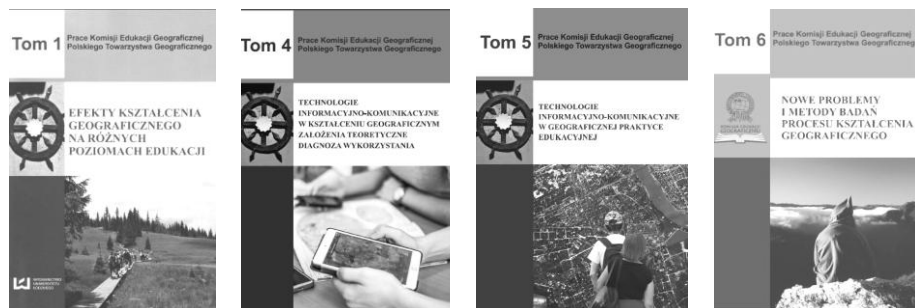 Tom 1
Prace Komisji Edukacji Geograficznej
Polskiego Towarzystwa Geograficznego
EFEKTY KSZTAŁCENIA
GEOGRAFICZNEGO
NA RÓŻNYCH
POZIOMACH EDUKACJI
Tom 4
Prace Komisji Edukacji Geograficznej
Polskiego Towarzystwa Geograficznego
TECHNOLOGIE
INFORMACYJNO-KOMUNIKACYJNE
W KSZTAŁCENIU GEOGRAFICZNYM
ZAŁOŻENIA TEORETYCZNE
DIAGNOZA WYKORZYSTANIA
Tom 5
Prace Komisji Edukacji Geograficznej
Polskiego Towarzystwa Geograficznego
TECHNOLOGIE
INFORMACYJNO-KOMUNIKACYJNE
W GEOGRAFICZNEJ PRAKTYCE
EDUKACYJNEJ
Tom 6
Prace Komisji Edukacji Geograficznej
Polskiego Towarzystwa Geograficznego
NOWE PROBLEMY
I METODY BADAŃ
PROCESU KSZTAŁCENIA
GEOGRAFICZNEGO